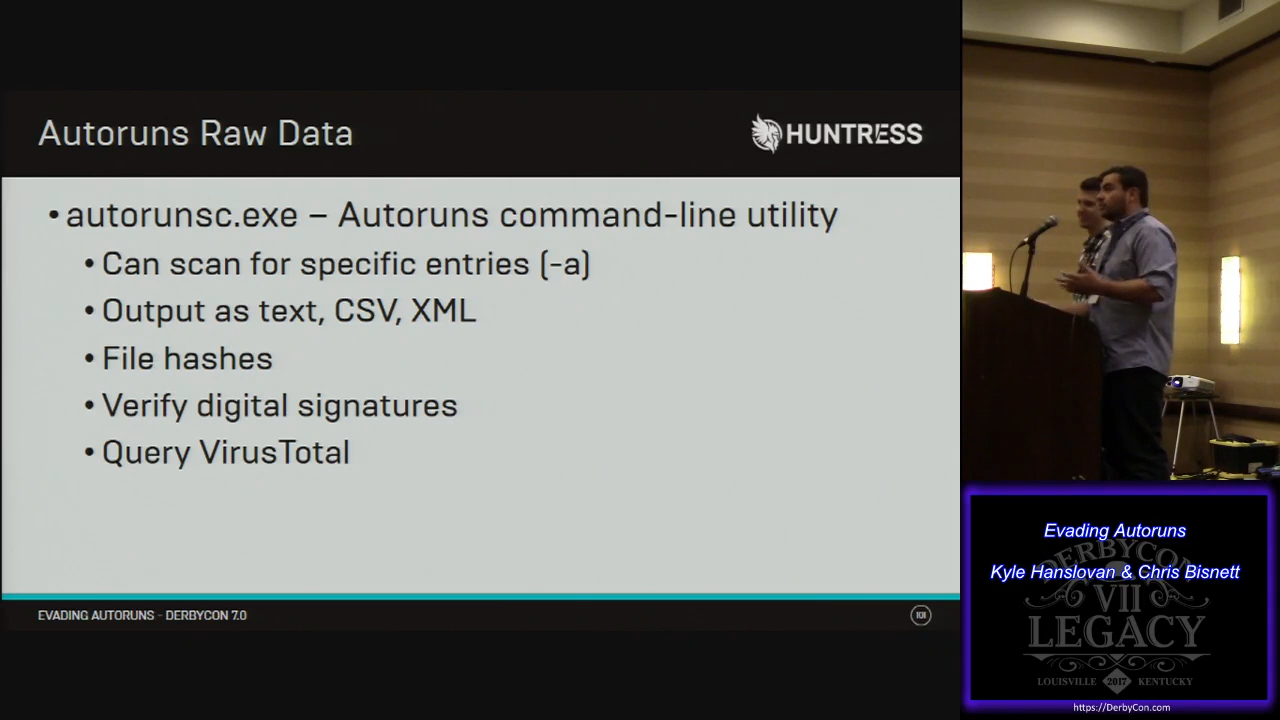 Autoruns Raw Data
HUNTRESS
• autorunsc.exe – Autoruns command-line utility
• Can scan for specific entries (-a)
• Output as text, CSV, XML
• File hashes
• Verify digital signatures
• Query VirusTotal
EVADING AUTORUNS - DERBYCON 7.0
Evading Autoruns
Kyle Hanslovan & Chris Bisnett
DERBYCON
VII
LEGACY
LOUISVILLE 2017 KENTUCKY
https://DerbyCon.com